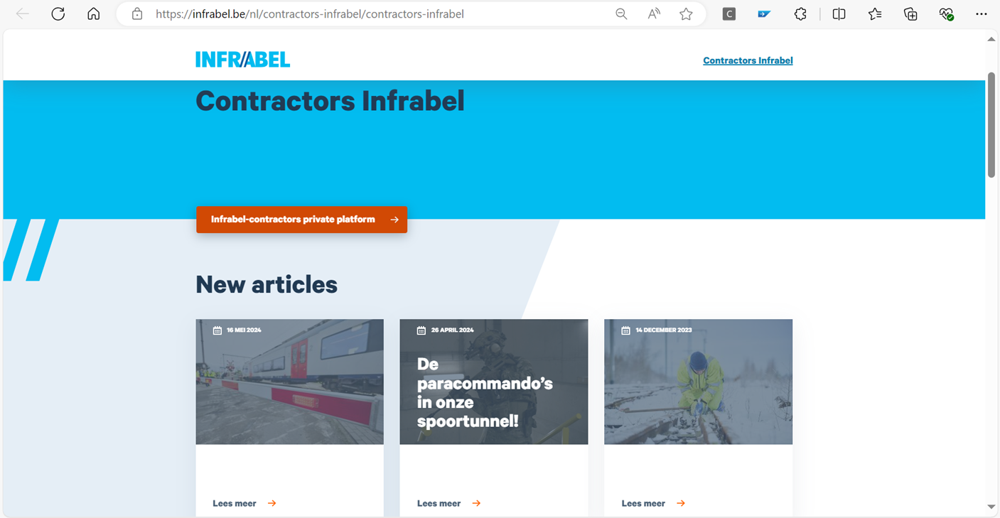 https://infrabel.be/nl/contractors-infrabel/contractors-infrabel
INFRABEL
Contractors Infrabel
Contractors Infrabel
Infrabel-contractors private platform
New articles
16 MEI 2024
26 APRIL 2024
14 DECEMBER 2023
De
paracommando’s
in onze
spoortunnel!
Lees meer
Lees meer
Lees meer